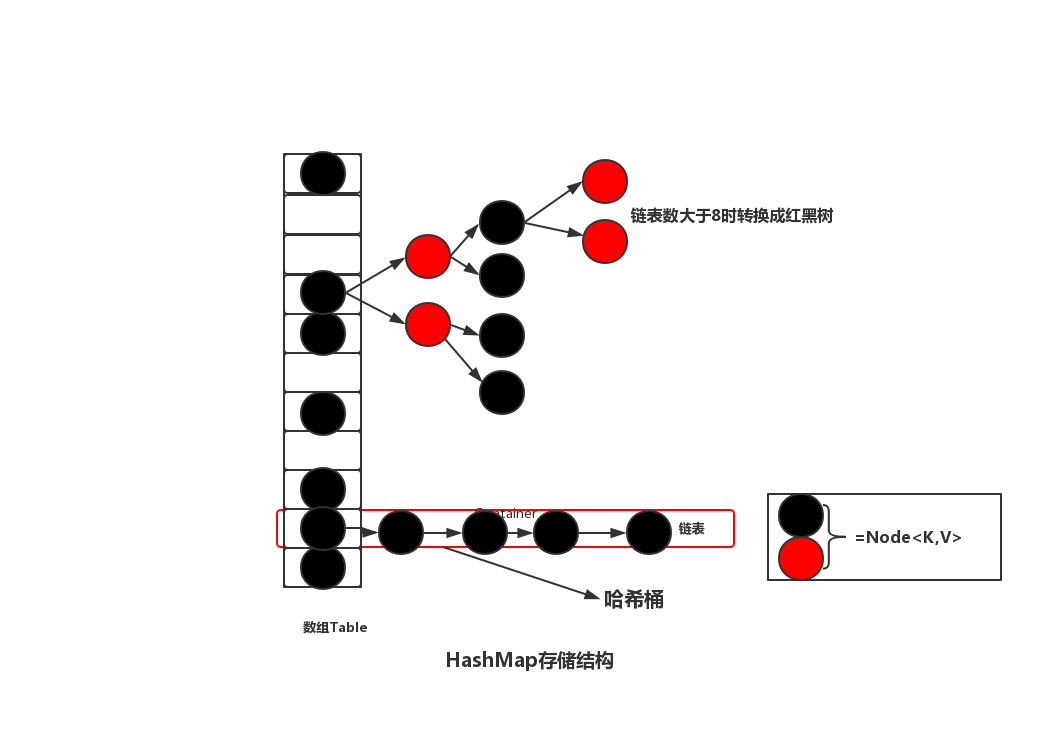 链表数大于8时转换成红黑树
Container
链表
=Node<K,V>
哈希桶
数组Table
HashMap存储结构